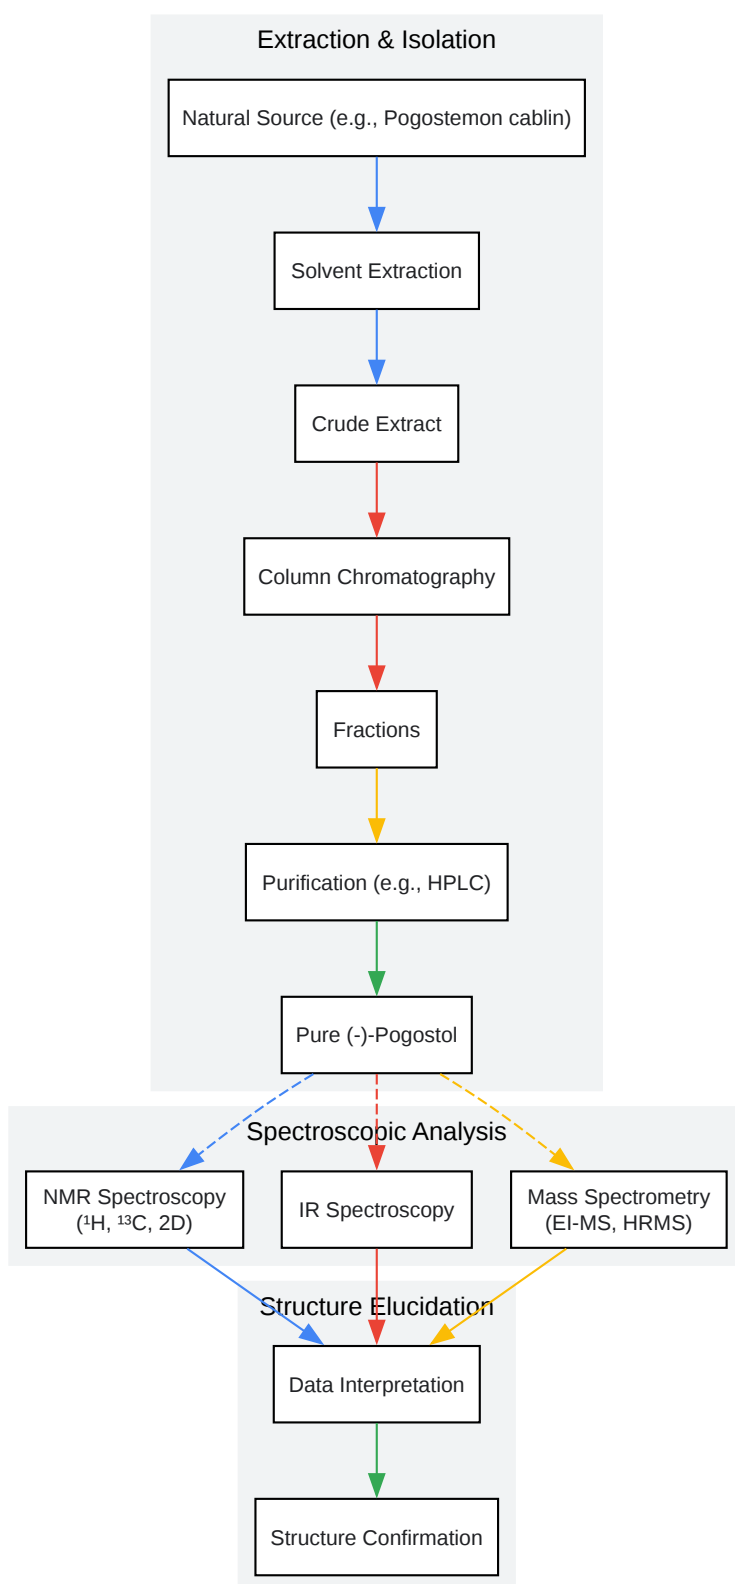 Extraction & Isolation
Natural Source (e.g., Pogostemon cablin)
Solvent Extraction
Crude Extract
Column Chromatography
Fractions
Purification (e.g., HPLC)
Pure (-)-Pogostol
Spectroscopic Analysis
NMR Spectroscopy
(¹H, ¹³C, 2D)
IR Spectroscopy
Mass Spectrometry
(EI-MS, HRMS)
Structure Elucidation
Data Interpretation
Structure Confirmation